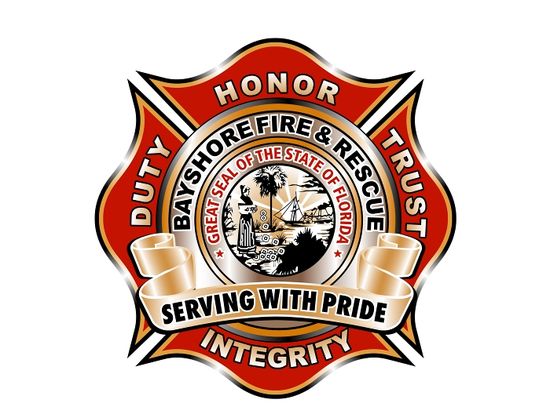 HONOR
DUTY
TRUST
BAYSHORE FIRE & RESCUE
GREAT SEAL OF THE STATE OF FLORIDA
SERVING WITH PRIDE
INTEGRITY